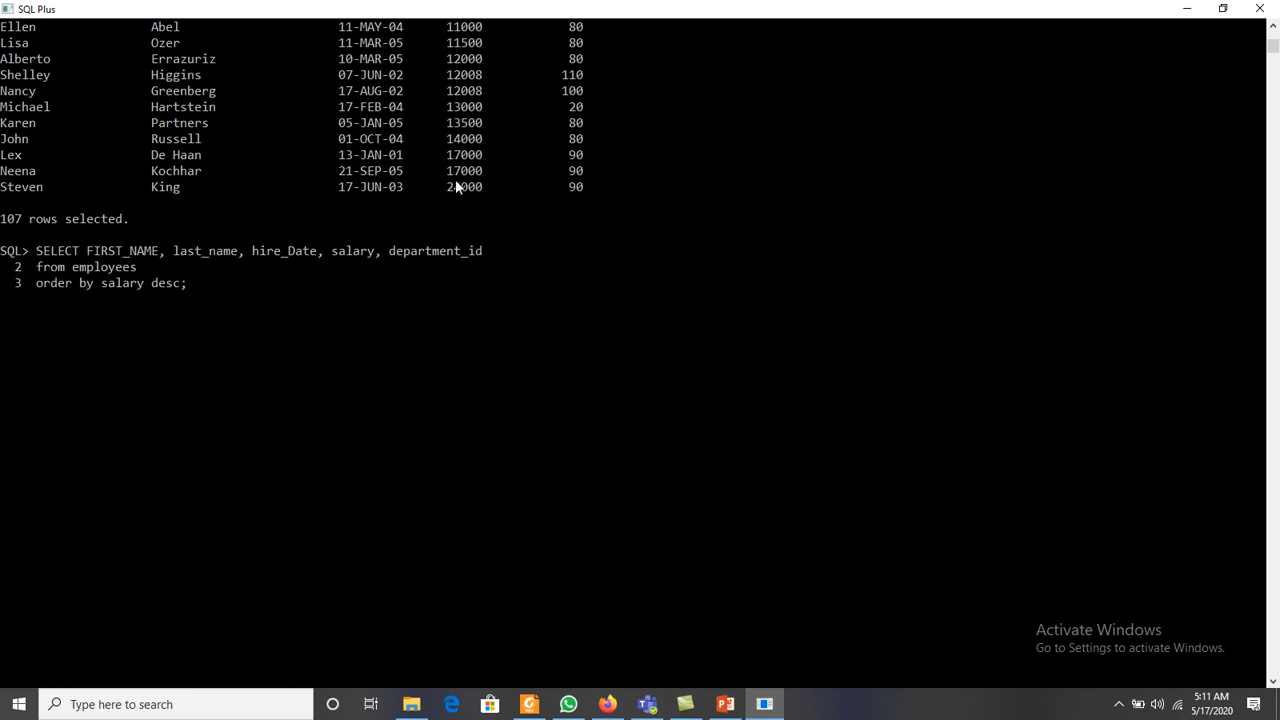 SQL Plus
Ellen Abel 11-MAY-04 11000 80
Lisa Ozer 11-MAR-05 11500 80
Alberto Errazuriz 10-MAR-05 12000 80
Shelley Higgins 07-JUN-02 12008 110
Nancy Greenberg 17-AUG-02 12008 100
Michael Hartstein 17-FEB-04 13000 20
Karen Partners 05-JAN-05 13500 80
John Russell 01-OCT-04 14000 80
Lex De Haan 13-JAN-01 17000 90
Neena Kochhar 21-SEP-05 17000 90
Steven King 17-JUN-03 90
107 rows selected.
SQL> SELECT FIRST_NAME, last_name, hire_Date, salary, department_id
2 from employees
3 order by salary desc;
Activate Windows
Go to Settings to activate Windows.
Type here to search
5:11 AM
5/17/2020